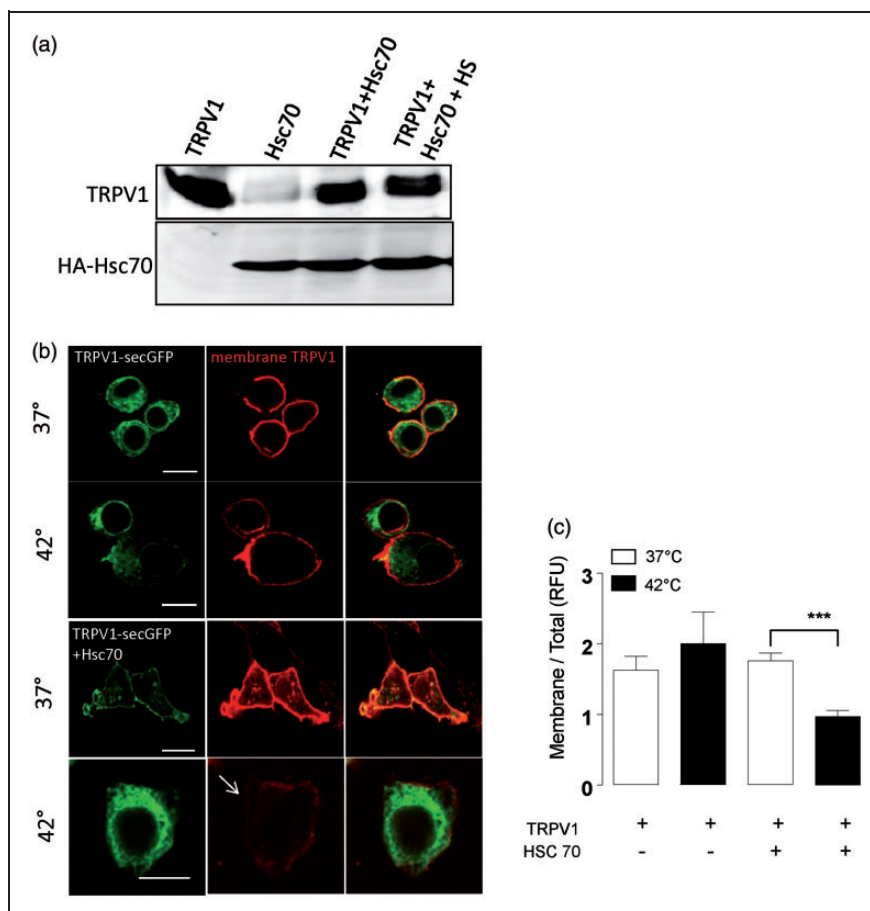 (a)
TRPV1
Hsc70
TRPV1+Hsc70
TRPV1+
Hsc70 + HS
TRPV1
HA-Hsc70
(b)
TRPV1-secGFP
membrane TRPV1
37°
42°
TRPV1-secGFP
+Hsc70
37°
42°
(c)
37°C
42°C
***
Membrane / Total (RFU)
3
2
1
0
TRPV1 + + + +
HSC 70 - - + +